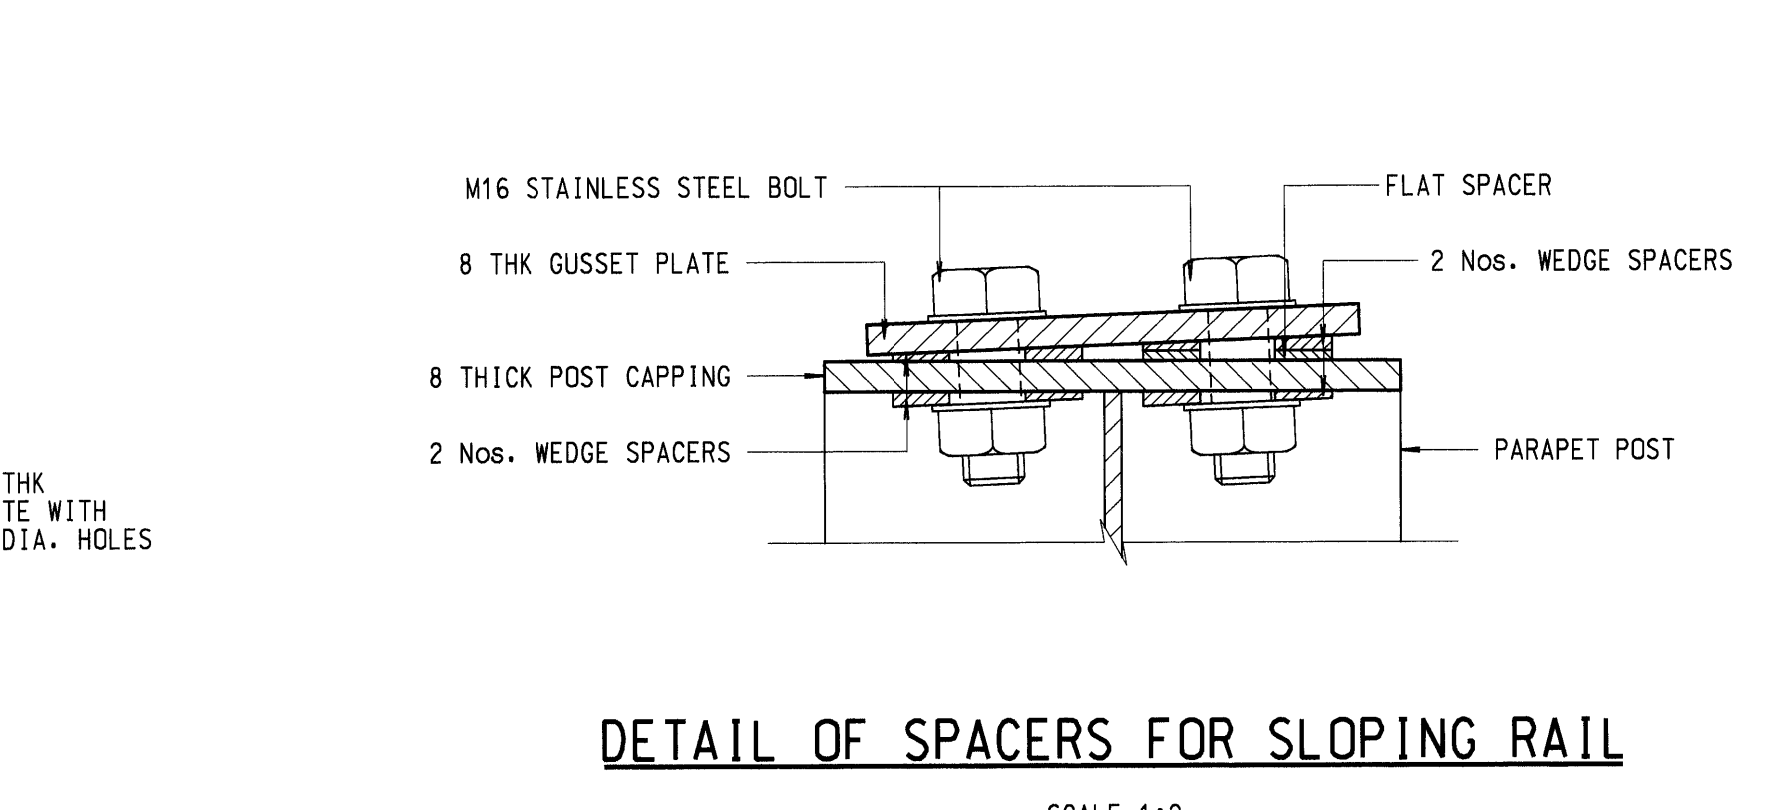 M16 STAINLESS STEEL BOLT
FLAT SPACER
8 THK GUSSET PLATE
2 Nos. WEDGE SPACERS
8 THICK POST CAPPING
2 Nos. WEDGE SPACERS
PARAPET POST
THK
TE WITH
DIA. HOLES
DETAIL OF SPACERS FOR SLOPING RAIL